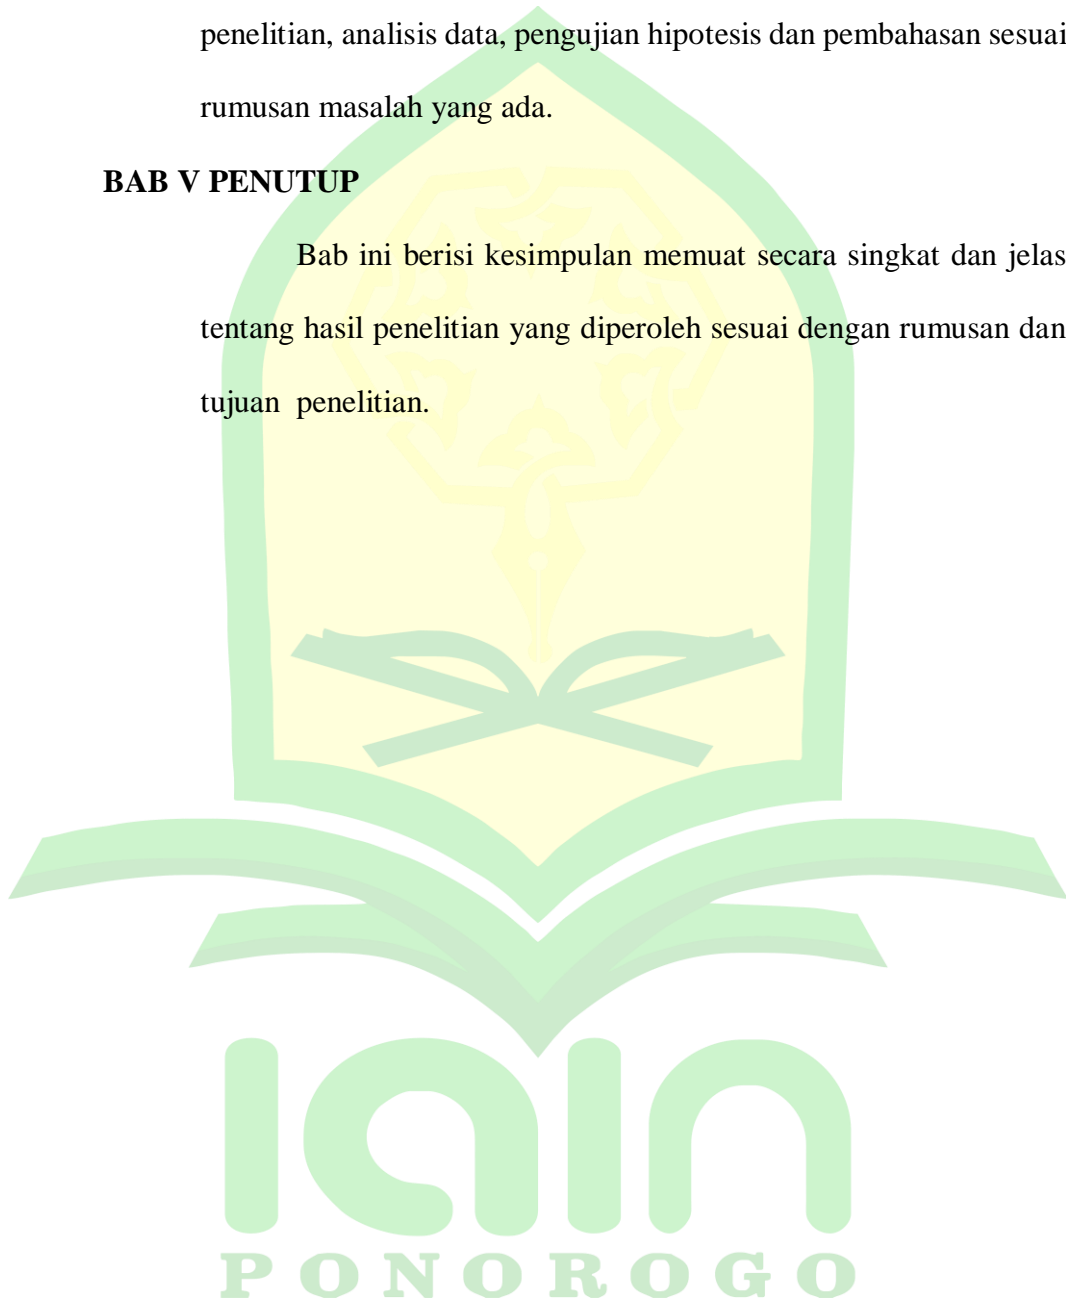 penelitian, analisis data, pengujian hipotesis dan pembahasan sesuai
rumusan masalah yang ada.
BAB V PENUTUP
Bab ini berisi kesimpulan memuat secara singkat dan jelas
tentang hasil penelitian yang diperoleh sesuai dengan rumusan dan
tujuan penelitian.
iain
PONOROGO